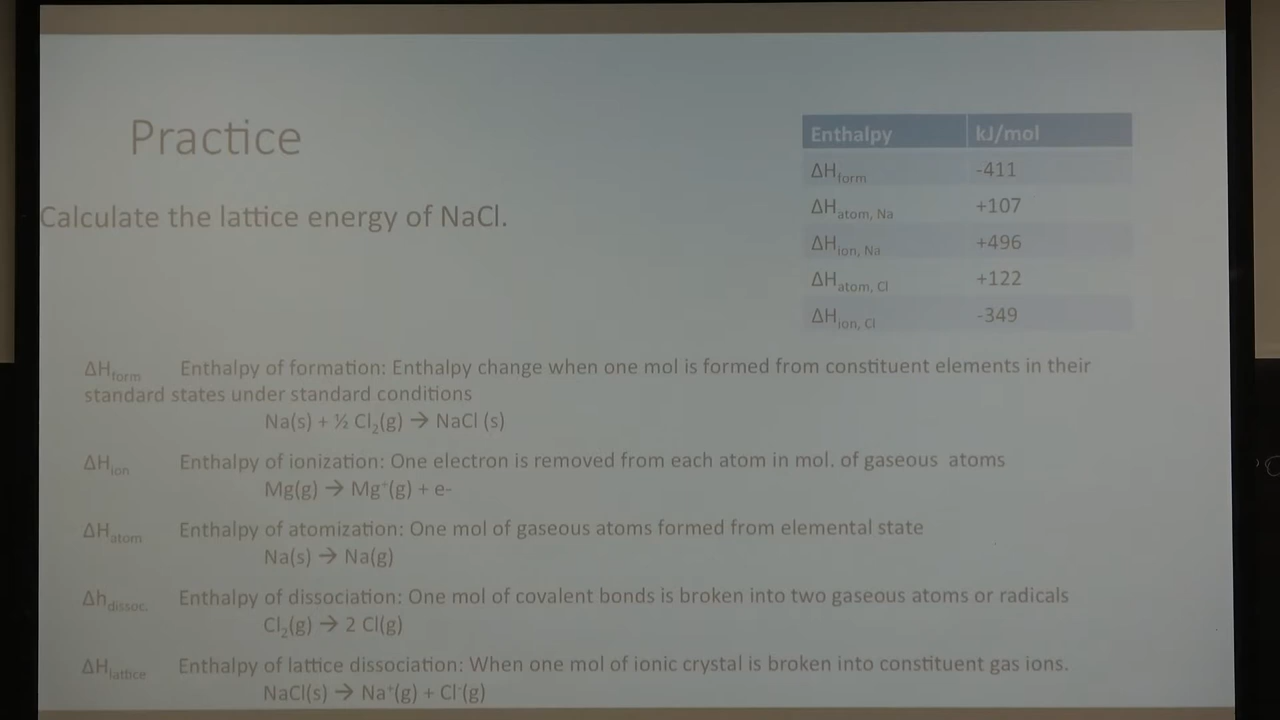 Practice
Calculate the lattice energy of NaCl.
Enthalpy kJ/mol
ΔHform -411
ΔHatom, Na +107
ΔHion, Na +496
ΔHatom, Cl +122
ΔHion, Cl -349
ΔHform Enthalpy of formation: Enthalpy change when one mol is formed from constituent elements in their
standard states under standard conditions
Na(s) + ½ Cl₂(g) → NaCl (s)
ΔHion Enthalpy of ionization: One electron is removed from each atom in mol. of gaseous atoms
Mg(g) → Mg⁺(g) + e-
ΔHatom Enthalpy of atomization: One mol of gaseous atoms formed from elemental state
Na(s) → Na(g)
Δhdissoc. Enthalpy of dissociation: One mol of covalent bonds is broken into two gaseous atoms or radicals
Cl₂(g) → 2 Cl(g)
ΔHlattice Enthalpy of lattice dissociation: When one mol of ionic crystal is broken into constituent gas ions.
NaCl(s) → Na⁺(g) + Cl⁻(g)